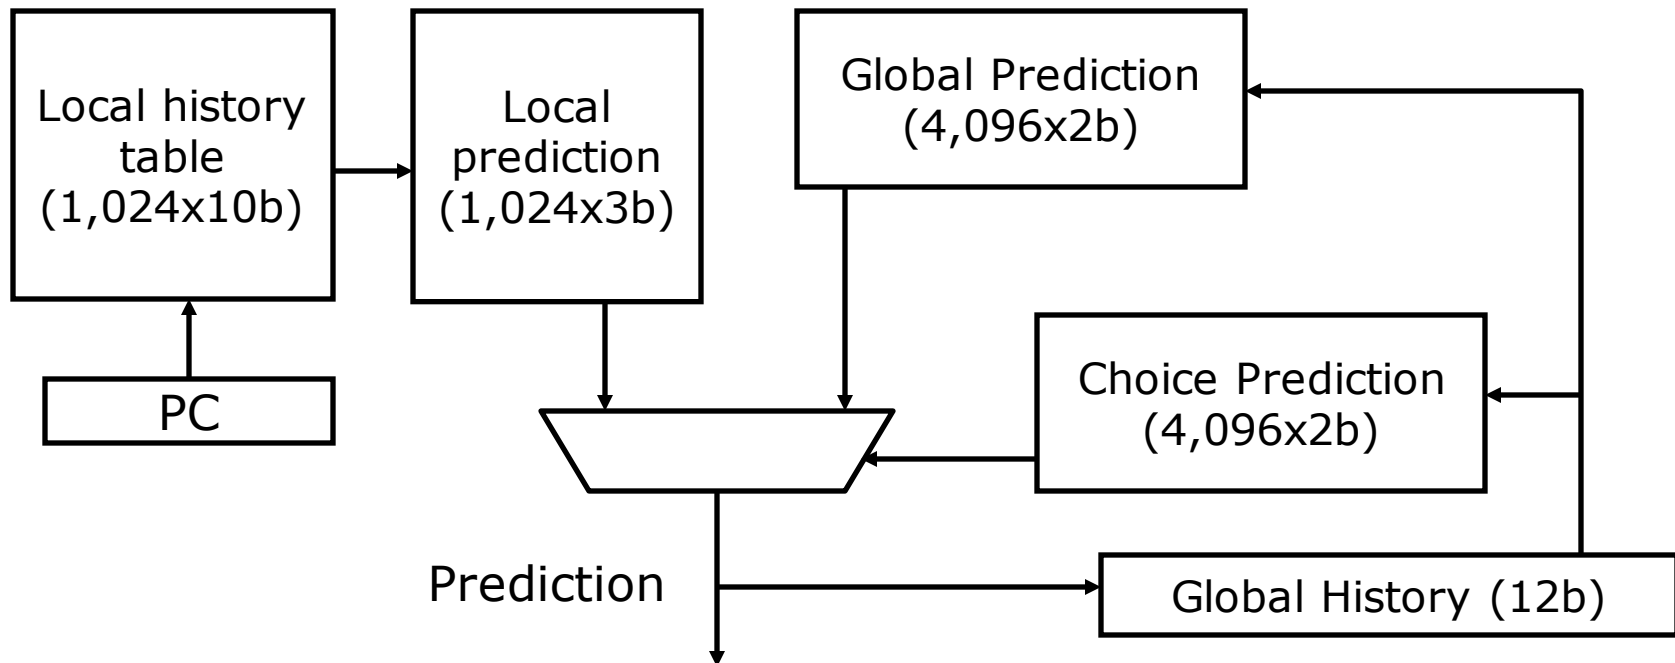 Local history
table
(1,024x10b)
Local
prediction
(1,024x3b)
Global Prediction
(4,096x2b)
PC
Choice Prediction
(4,096x2b)
Prediction
Global History (12b)